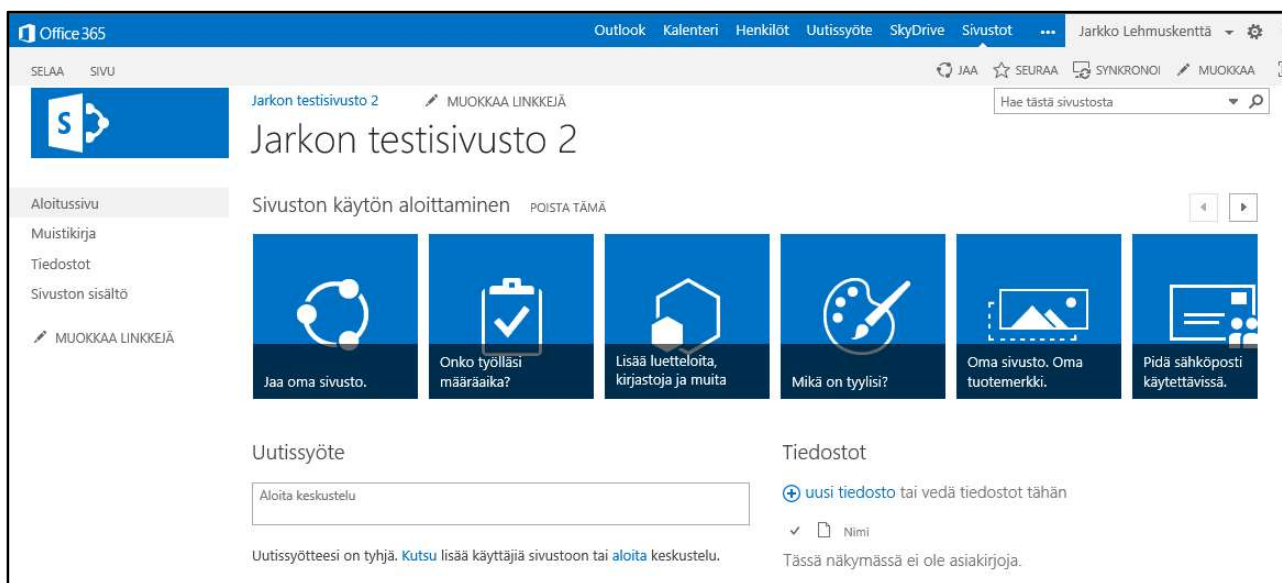 Office 365
Outlook Kalenteri Henkilöt Uutissyöte SkyDrive Sivustot ••• Jarkko Lehmuskenttä
SELAA SIVU
JAA SEURAA SYNKRONOI MUOKKAA
S
Jarkon testisivusto 2 MUOKKAA LINKKEJÄ
Hae tästä sivustosta
Jarkon testisivusto 2
Aloitussivu
Muistikirja
Tiedostot
Sivuston sisältö
MUOKKAA LINKKEJÄ
Sivuston käytön aloittaminen POISTA TÄMÄ
Jaa oma sivusto.
Onko työlläsi
määräaika?
Lisää luetteloita,
kirjastoja ja muita
Mikä on tyylisi?
Oma sivusto. Oma
tuotemerkki.
Pidä sähköposti
käytettävissä.
Uutissyöte
Aloita keskustelu
Uutissyötteesi on tyhjä. Kutsu lisää käyttäjiä sivustoon tai aloita keskustelu.
Tiedostot
uusi tiedosto tai vedä tiedostot tähän
Nimi
Tässä näkymässä ei ole asiakirjoja.